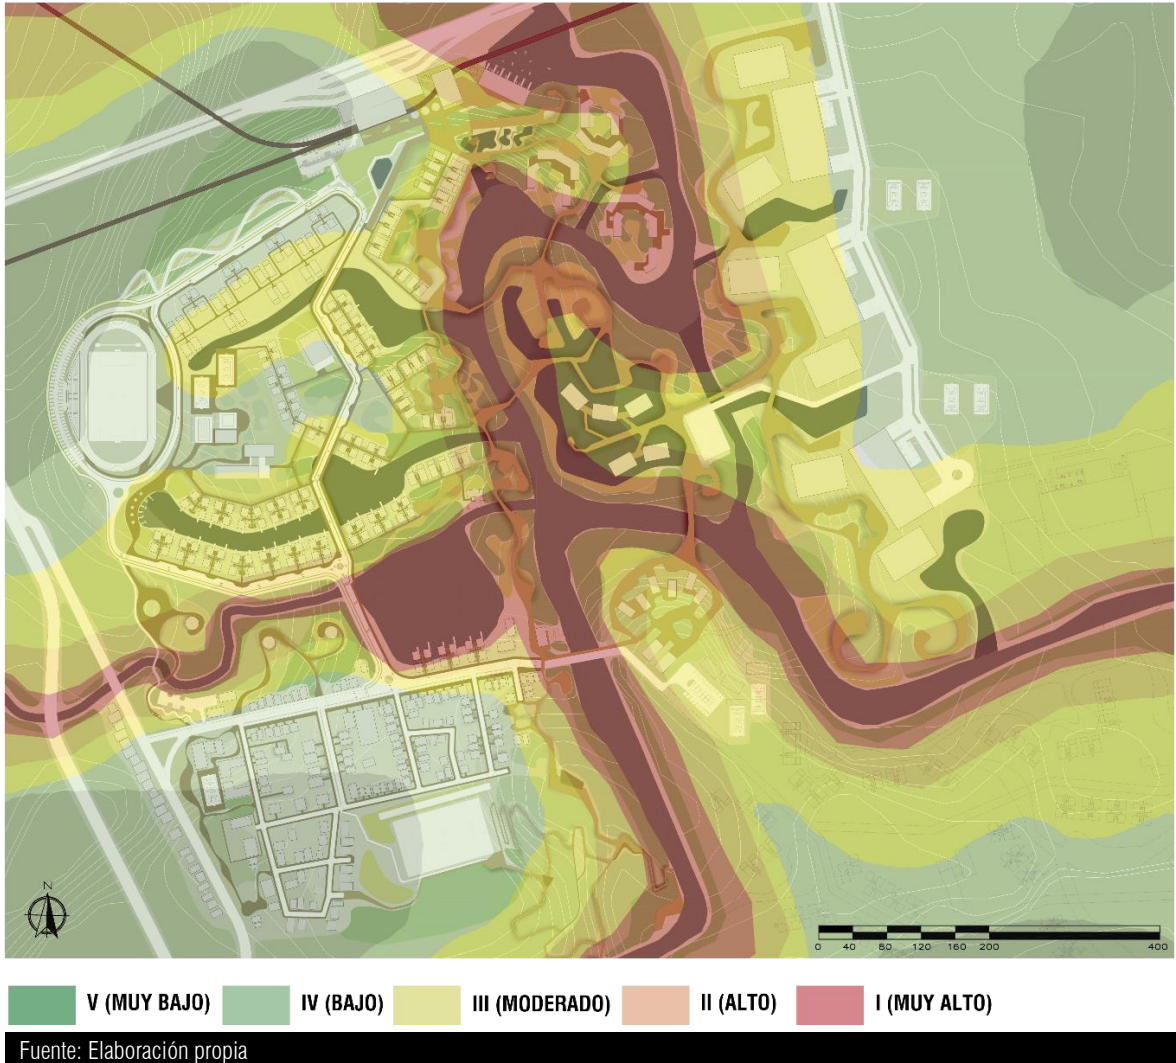 N
0 40 80 120 160 200 400
V (MUY BAJO) IV (BAJO) III (MODERADO) II (ALTO) I (MUY ALTO)
Fuente: Elaboración propia